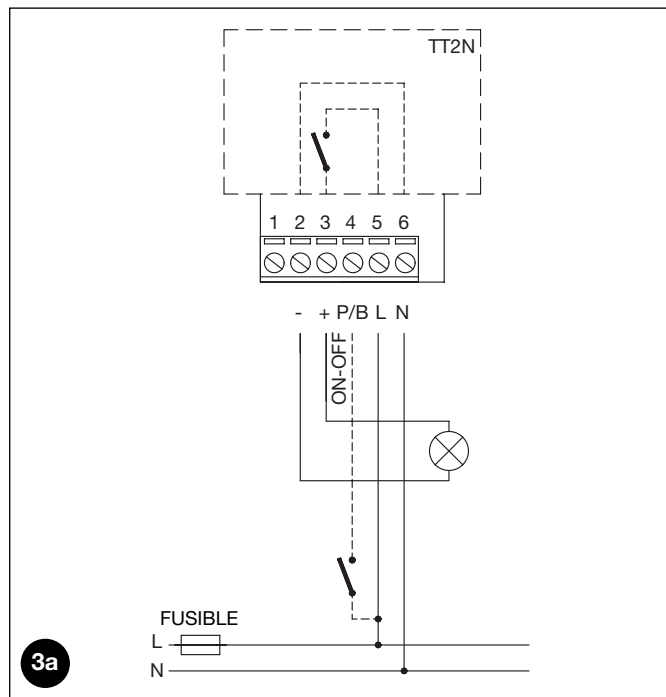 TT2N
1 2 3 4 5 6
- + P/B L N
ON-OFF
FUSIBLE
L
N
3a